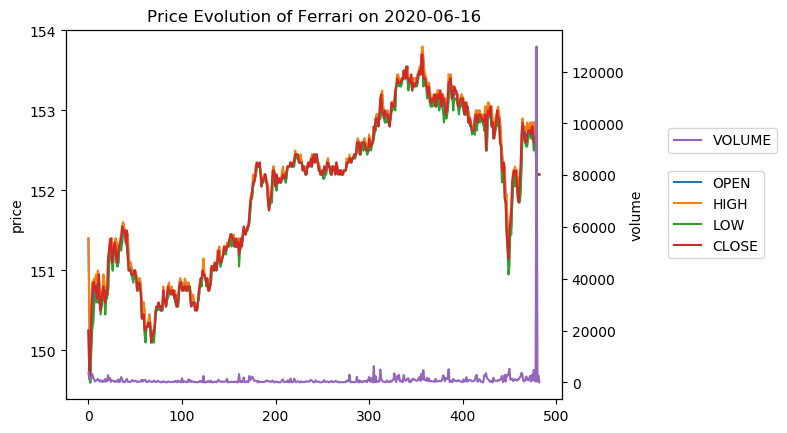 Price Evolution of Ferrari on 2020-06-16
154
153
152
151
150
price
120000
100000
80000
60000
40000
20000
0
volume
0
100
200
300
400
500
VOLUME
OPEN
HIGH
LOW
CLOSE